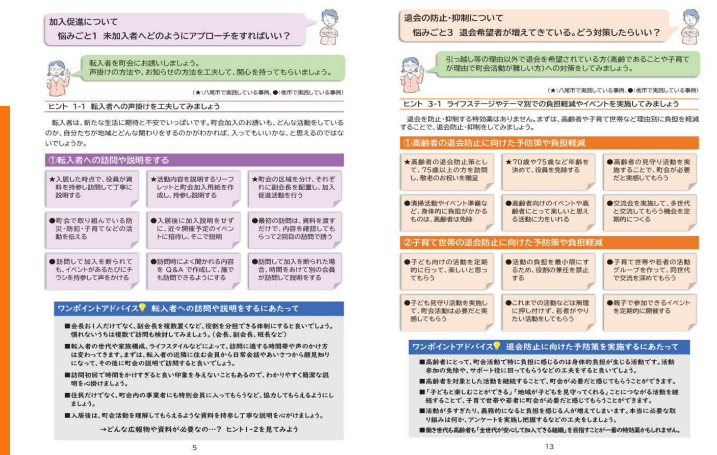 加入促進について
悩みごと1 未加入者へどのようにアプローチをすればいい？
転入者を町会にお誘いしましょう。
声掛けの方法や、お知らせの方法を工夫して、関心を持ってもらいましょう。
(★：八尾市で実践している事例、●：他市で実践している事例)
ヒント 1-1 転入者への声掛けを工夫してみましょう
転入者は、新たな生活に期待と不安でいっぱいです。町会加入のお誘いも、どんな活動をしている
のか、自分たちが地域とどんな関わりをするのかがわかれば、入ってもいいかな、と思えるのではな
いでしょうか。
①転入者への訪問や説明をする
★入居した時点で、役員が資
料を持参し訪問して丁寧に
説明する
★活動内容を説明するリーフ
レットと町会加入用紙を作
成し、持参し説明する
★町会の区域を分け、それぞ
れに副会長を配置し、加入
促進活動を行う
●町会で取り組んでいる防
災・防犯・子育てなどの活
動を伝える
●入居後に加入説明をせず
に、近々開催予定のイベン
トに招待し、そこで説明
●最初の訪問は、資料を渡す
だけで、内容を確認しても
らって2回目の訪問で誘う
●訪問して加入を断られて
も、イベントがあるたびにチ
ラシを持参して声をかける
●訪問時によく聞かれる内容
を Q&A で作成して、誰で
も訪問できるようにする
●訪問して加入を断られた場
合、時間をあけて別の会員
が訪問して説明をする
ワンポイントアドバイス 転入者への訪問や説明をするにあたって
■会長お1人だけでなく、副会長を複数置くなど、役割を分担できる体制にすると良いでしょう。
慣れないうちは複数で訪問も検討してみましょう。(会長、副会長、班長など)
■転入者の世代や家族構成、ライフスタイルなどによって、訪問に適する時間帯や声のかけ方
は変わってきます。まずは、転入者の近隣に住む会員から日常会話やあいさつから顔見知り
になって、その後に町会の説明で訪問すると良いでしょう。
■訪問初回で時間をかけすぎると良い印象を与えないこともあるので、わかりやすく簡潔な説
明を心掛けましょう。
■住民だけでなく、町会内の事業者にも特別会員に入ってもらうなど、協力してもらえるようにし
ましょう。
■入居後は、町会活動を理解してもらえるような資料を持参し丁寧な説明を心がけましょう。
→どんな広報物や資料が必要なの…？ ヒント1-2を見てみよう
5
退会の防止・抑制について
悩みごと3 退会希望者が増えてきている。どう対策したらいい？
引っ越し等の理由以外で退会を希望されている方(高齢であることや子育て
が理由で町会活動が難しい方)への対策をしてみましょう。
(★：八尾市で実践している事例、●：他市で実践している事例)
ヒント 3-1 ライフステージやテーマ別での負担軽減やイベントを実施してみましょう
退会を防止・抑制する特効薬はありません。まずは、高齢者や子育て世帯など理由別に負担を軽減
することで、退会防止・抑制をしてみましょう。
①高齢者の退会防止に向けた予防策や負担軽減
★高齢者の退会防止策とし
て、75歳以上の方を訪問
し、敬老のお祝いを贈呈
★70歳や75歳など年齢を
決めて、役員を免除する
●高齢者の見守り活動を実
施することで、町会が必要
だと実感してもらう
●清掃活動やイベント準備な
ど、身体的に負担がかかる
ものは、高齢者は免除
●高齢者向けのイベントや高
齢者にとって楽しいと思え
る活動に力をいれる
●交流会を実施して、多世代
と交流してもらう機会を定
期的につくる
②子育て世帯の退会防止に向けた予防策や負担軽減
●子ども向けの活動を定期
的に行って、楽しいと思っ
てもらう
●活動の負担を最小限にす
るため、役割の兼任を禁止
する
●子育て世帯や若者の活動
グループを作って、同世代
で交流を深めてもらう
●子ども見守り活動を実施し
て、町会活動は必要だと実
感してもらう
●これまでの活動などは無理
に押し付けず、若者がやり
たい活動をしてもらう
●親子で参加できるイベント
を定期的に開催する
ワンポイントアドバイス 退会防止に向けた予防策を実施するにあたって
■高齢者にとって、町会活動で特に負担に感じるのは身体的負担が生じる活動です。活動
参加の免除や、サポート役に回ってもらうなどの工夫をすると良いでしょう。
■高齢者を対象とした活動を継続することで、町会が必要だと感じてもらうことができます。
■「子どもと楽しむことができる」、「地域が子どもを見守ってくれる」ことにつながる活動を継
続することで、子育て世帯や若者に町会が必要だと感じてもらうことができます。
■活動が多すぎたり、義務的になると負担を感じる人が増えてしまいます。本当に必要な取
り組みは何か、アンケートを実施し把握するなどの工夫をしましょう。
■働き世代も高齢者も「全世代が安心して加入できる組織」を目指すことが一番の特効薬かもしれません。
13